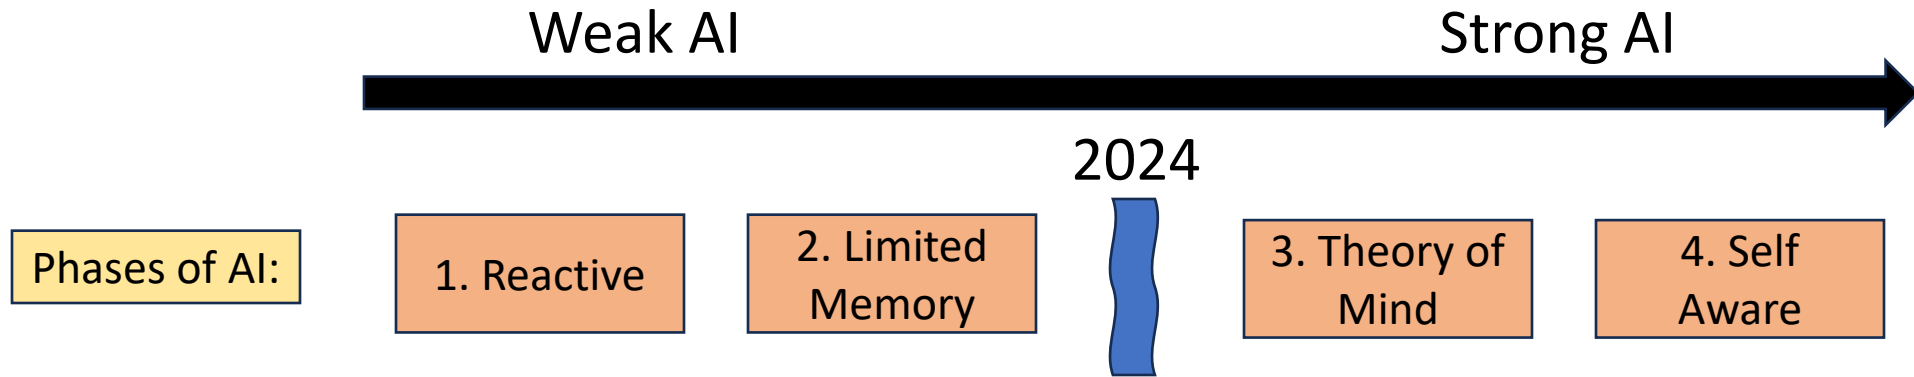 Weak AI
Strong AI
2024
Phases of AI:
1. Reactive
2. Limited
Memory
3. Theory of
Mind
4. Self
Aware